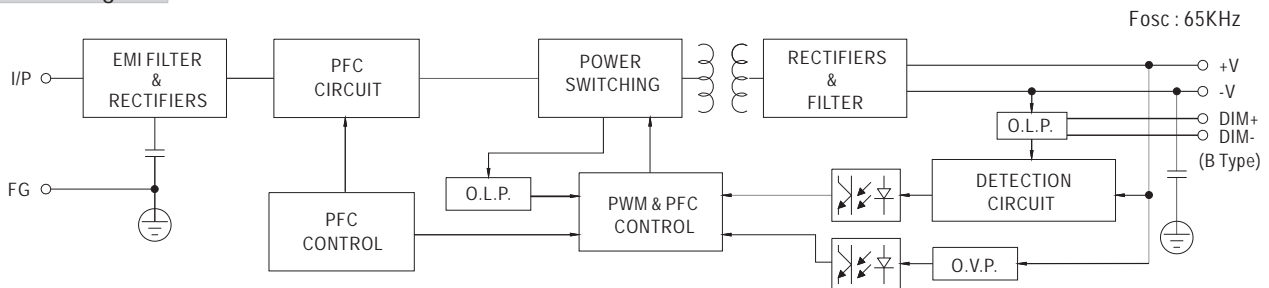 Fosc : 65KHz
I/P
EMI FILTER
&
RECTIFIERS
PFC
CIRCUIT
POWER
SWITCHING
RECTIFIERS
&
FILTER
+V
-V
DIM+
DIM-
(B Type)
O.L.P.
FG
O.L.P.
PFC
CONTROL
PWM & PFC
CONTROL
DETECTION
CIRCUIT
O.V.P.